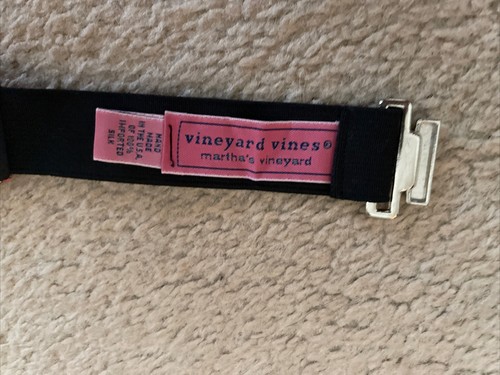 vineyard vines®
martha's vineyard
HAND
MADE
IN THE U.S.A.
OF 100%
IMPORTED
SILK